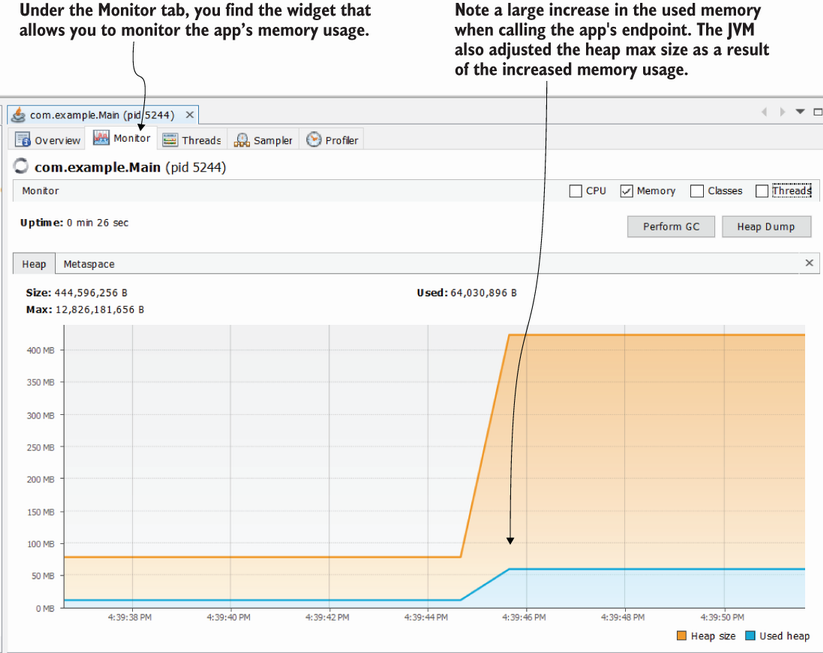 Under the Monitor tab, you find the widget that
allows you to monitor the app’s memory usage.
Note a large increase in the used memory
when calling the app's endpoint. The JVM
also adjusted the heap max size as a result
of the increased memory usage.
com.example.Main (pid 5244)
Overview Monitor Threads Sampler Profiler
com.example.Main (pid 5244)
Monitor CPU Memory Classes Threads
Uptime: 0 min 26 sec
Perform GC Heap Dump
Heap Metaspace
Size: 444,596,256 B Used: 64,030,896 B
Max: 12,826,181,656 B
400 MB
350 MB
300 MB
250 MB
200 MB
150 MB
100 MB
50 MB
0 MB
4:39:38 PM 4:39:40 PM 4:39:42 PM 4:39:44 PM 4:39:46 PM 4:39:48 PM 4:39:50 PM
Heap size Used heap